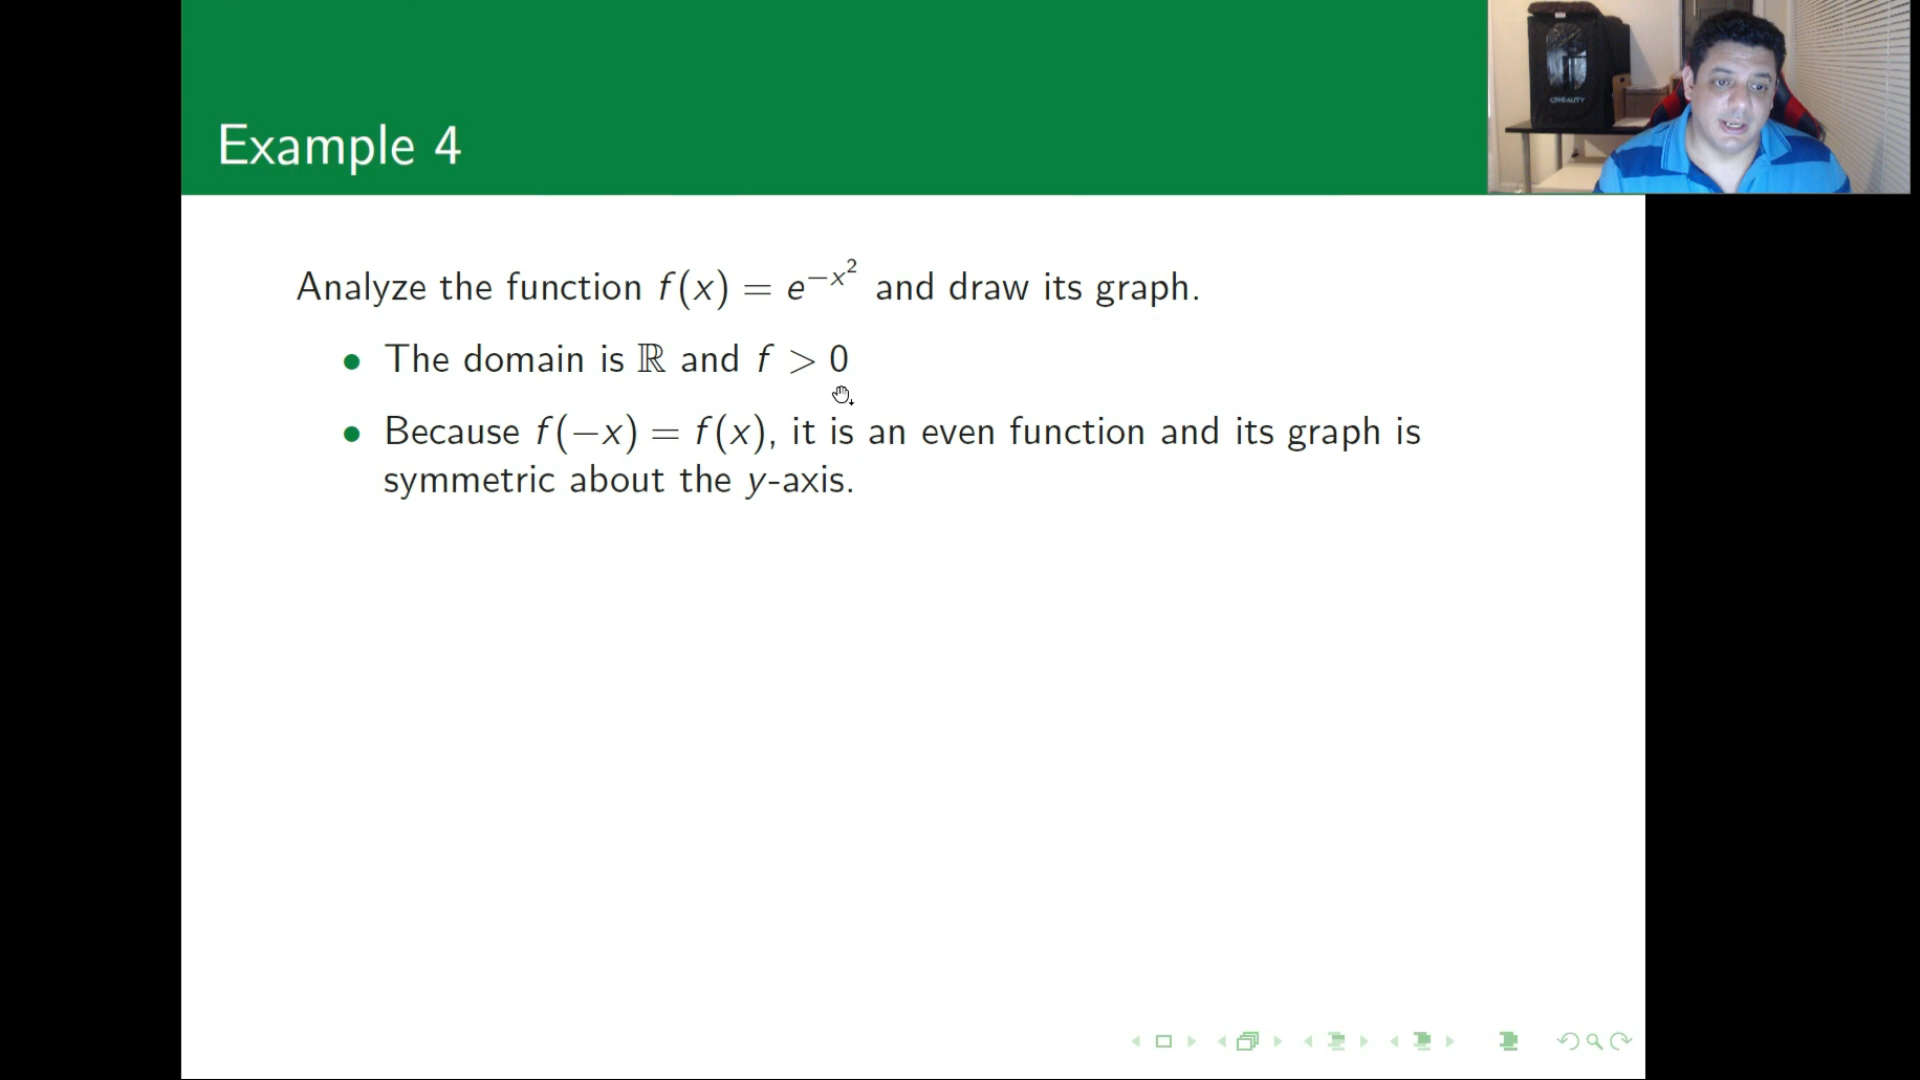 Example 4
Analyze the function f(x) = e^{-x^2} and draw its graph.
• The domain is ℝ and f > 0
• Because f(−x) = f(x), it is an even function and its graph is
symmetric about the y-axis.
CREALITY